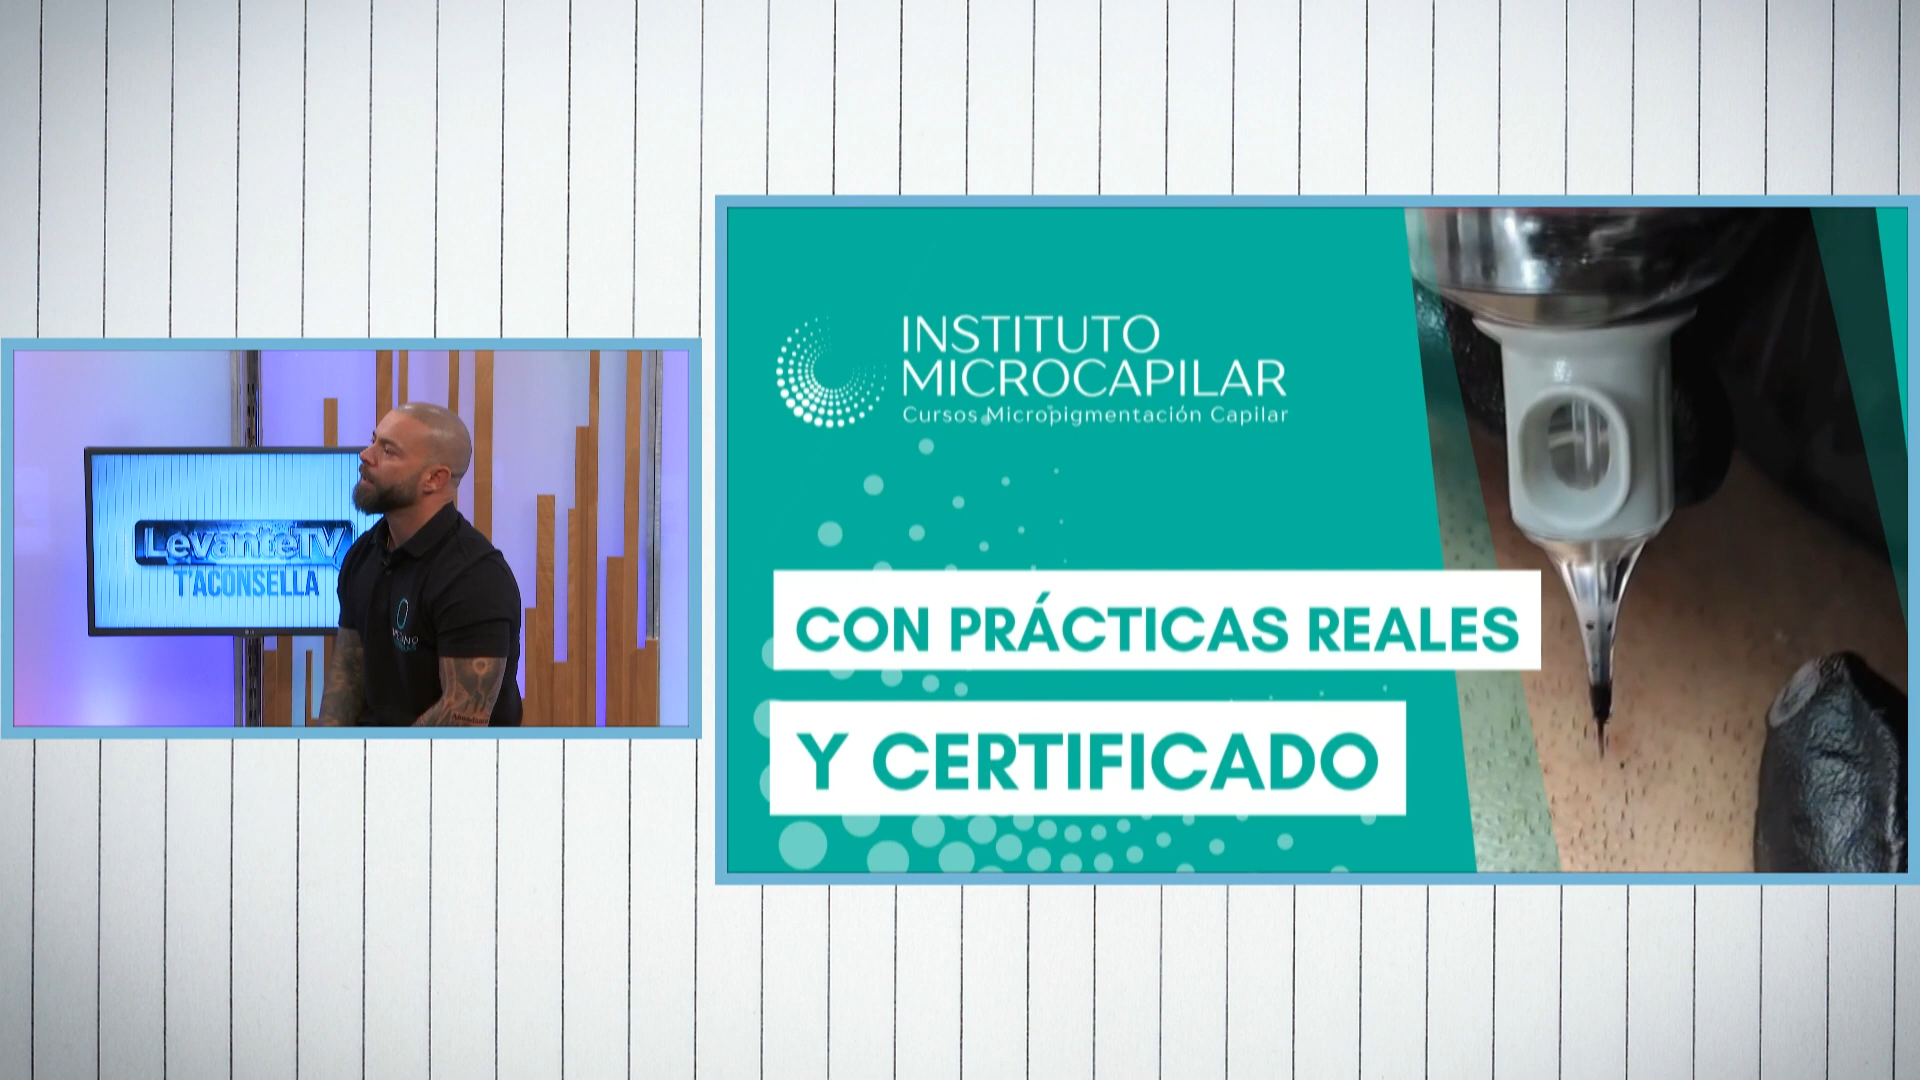 LevanteTV
T'ACONSELLA
INSTITUTO
MICROCAPILAR
Cursos Micropigmentación Capilar
CON PRÁCTICAS REALES
Y CERTIFICADO